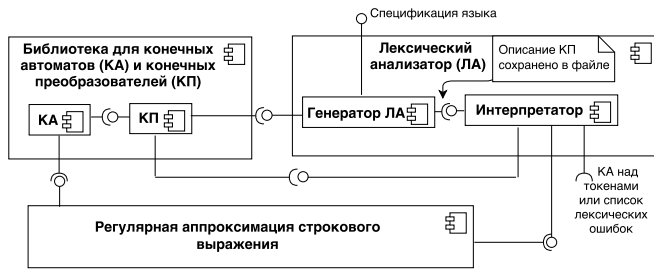 Спецификация языка
Библиотека для конечных
автоматов (КА) и конечных
преобразователей (КП)
Лексический
анализатор (ЛА)
Описание КП
сохранено в файле
КА
КП
Генератор ЛА
Интерпретатор
КА над
токенами
или список
лексических
ошибок
Регулярная аппроксимация строкового
выражения